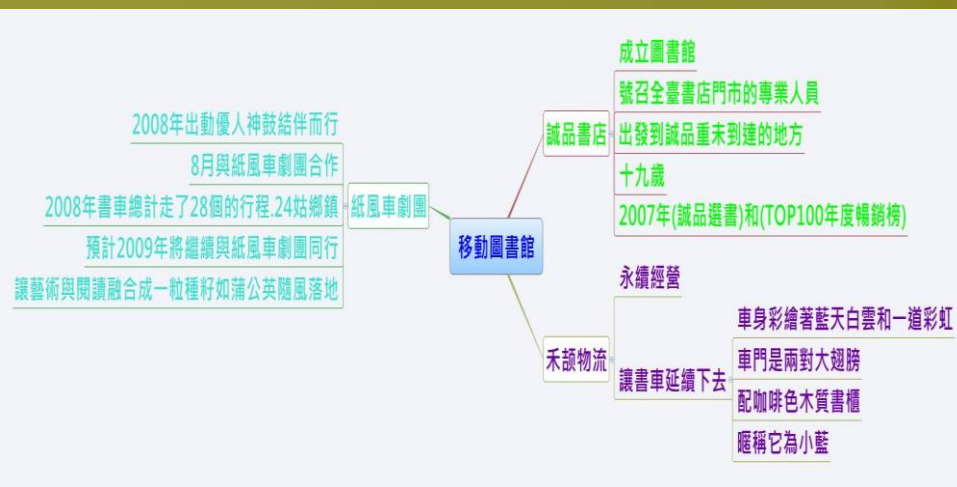 移動圖書館
誠品書店
成立圖書館
號召全臺書店門市的專業人員
出發到誠品重未到達的地方
十九歲
2007年(誠品選書)和(TOP100年度暢銷榜)
禾頡物流
永續經營
讓書車延續下去
車身彩繪著藍天白雲和一道彩虹
車門是兩對大翅膀
配咖啡色木質書櫃
暱稱它為小藍
紙風車劇團
2008年出動優人神鼓結伴而行
8月與紙風車劇團合作
2008年書車總計走了28個的行程.24姑鄉鎮
預計2009年將繼續與紙風車劇團同行
讓藝術與閱讀融合成一粒種籽如蒲公英隨風落地